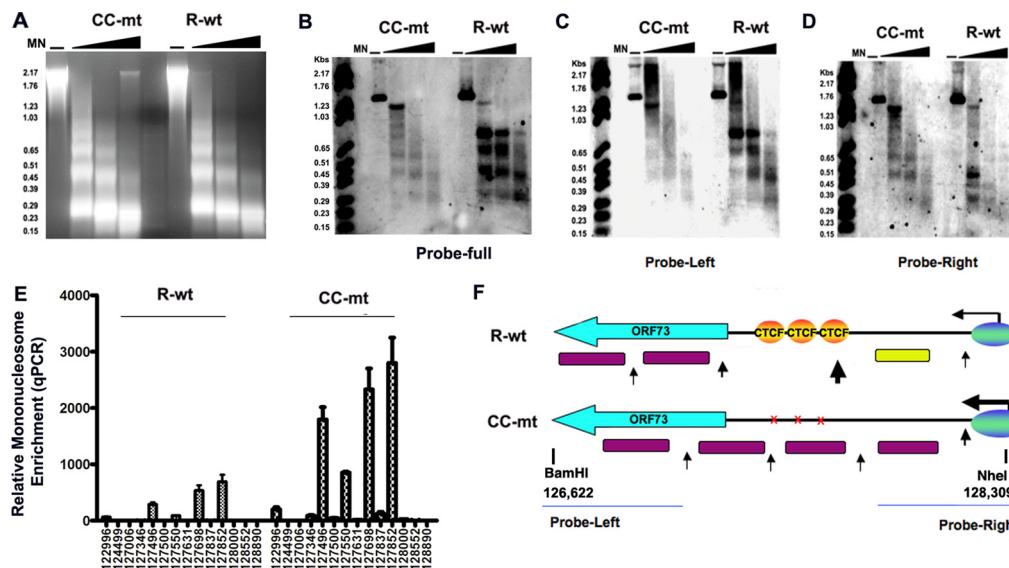 A
CC-mt R-wt
MN
2.17
1.76
1.23
1.03
0.65
0.51
0.45
0.39
0.29
0.23
0.15
B
CC-mt R-wt
Kbs MN
2.17
1.76
1.23
1.03
0.65
0.51
0.45
0.39
0.29
0.23
0.15
Probe-full
C
CC-mt R-wt
Kbs MN
2.17
1.76
1.23
1.03
0.65
0.51
0.45
0.39
0.29
0.23
0.15
Probe-Left
D
CC-mt R-wt
Kbs MN
2.17
1.76
1.23
1.03
0.65
0.51
0.45
0.39
0.29
0.23
0.15
Probe-Right
E
R-wt CC-mt
Relative Mononucleosome
Enrichment (qPCR)
4000
3000
2000
1000
0
122996
124499
127006
127346
127496
127500
127550
127631
127698
127837
127852
128000
128552
128890
122996
124499
127006
127346
127496
127500
127550
127631
127698
127837
127852
128000
128552
128890
F
R-wt
ORF73
CTCF CTCF CTCF
CC-mt
ORF73
x x x
BamHI
126,622
NheI
128,309
Probe-Left
Probe-Righ